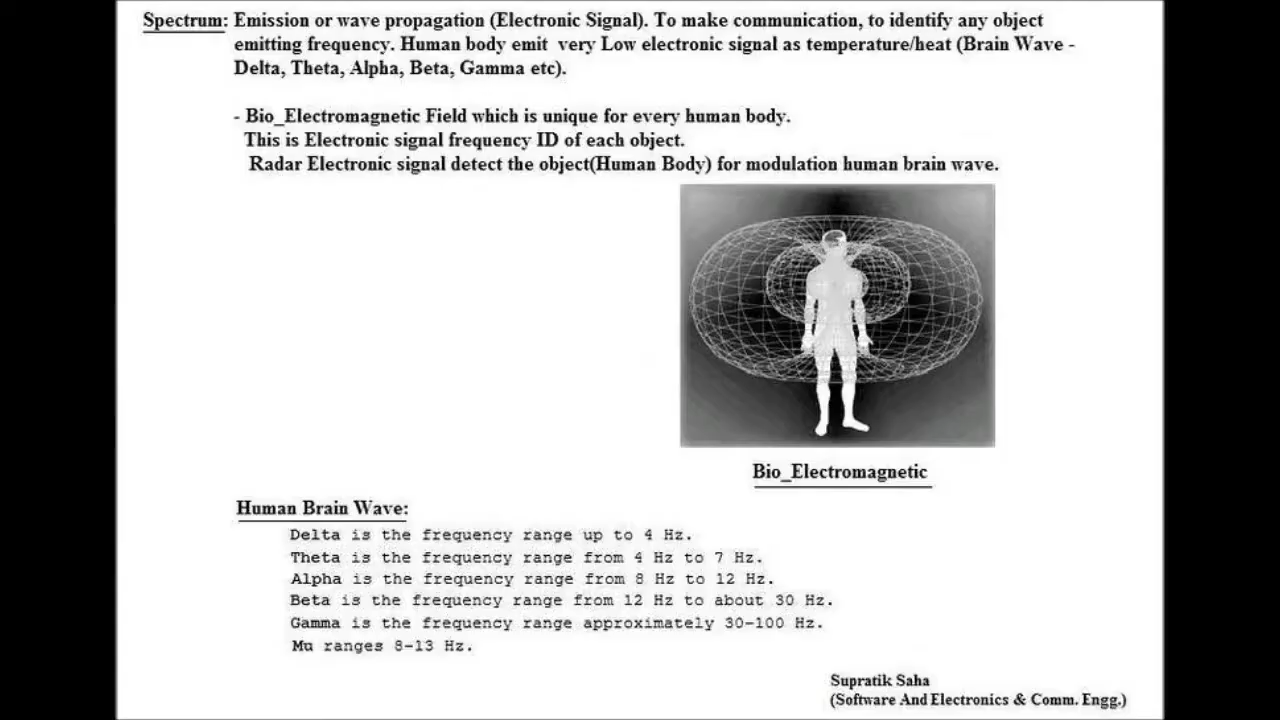 Spectrum: Emission or wave propagation (Electronic Signal). To make communication, to identify any object
emitting frequency. Human body emit very Low electronic signal as temperature/heat (Brain Wave -
Delta, Theta, Alpha, Beta, Gamma etc).
- Bio_Electromagnetic Field which is unique for every human body.
This is Electronic signal frequency ID of each object.
Radar Electronic signal detect the object(Human Body) for modulation human brain wave.
Bio_Electromagnetic
Human Brain Wave:
Delta is the frequency range up to 4 Hz.
Theta is the frequency range from 4 Hz to 7 Hz.
Alpha is the frequency range from 8 Hz to 12 Hz.
Beta is the frequency range from 12 Hz to about 30 Hz.
Gamma is the frequency range approximately 30-100 Hz.
Mu ranges 8-13 Hz.
Supratik Saha
(Software And Electronics & Comm. Engg.)